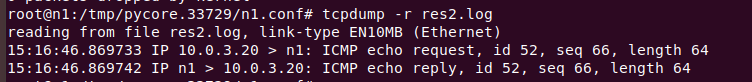 root@n1:/tmp/pycore.33729/n1.conf# tcpdump -r res2.log
reading from file res2.log, link-type EN10MB (Ethernet)
15:16:46.869733 IP 10.0.3.20 > n1: ICMP echo request, id 52, seq 66, length 64
15:16:46.869742 IP n1 > 10.0.3.20: ICMP echo reply, id 52, seq 66, length 64